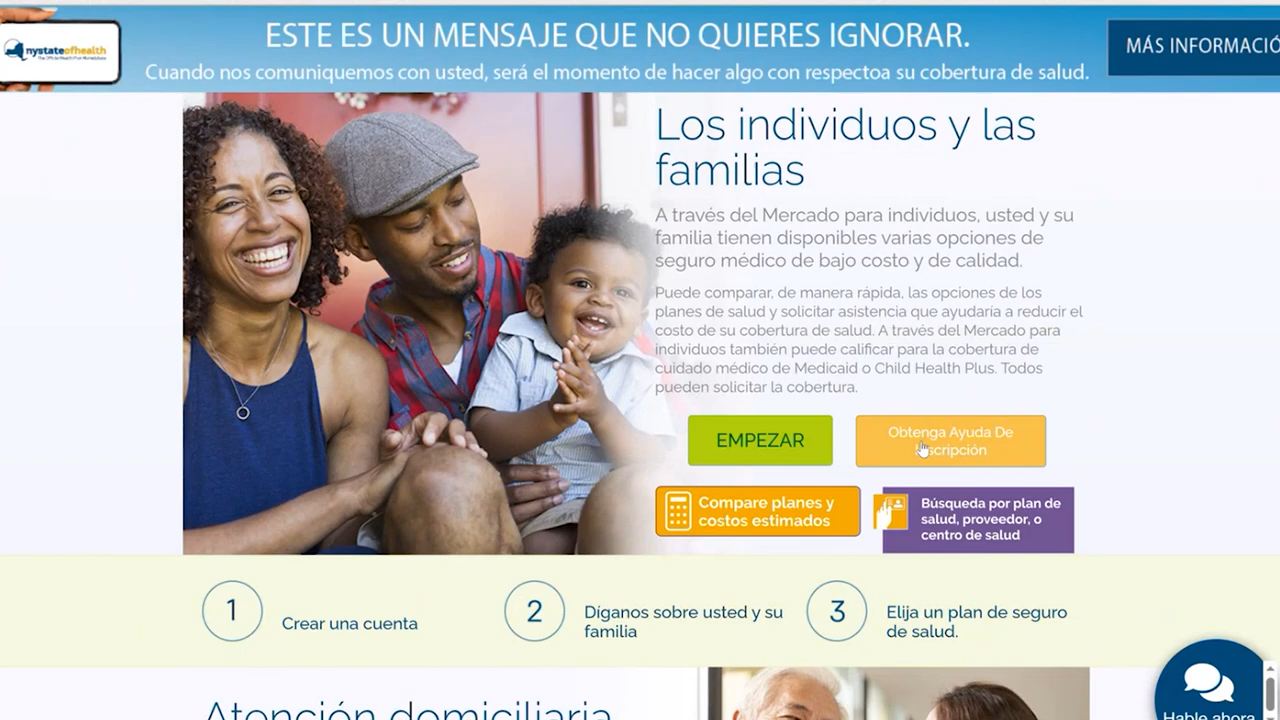 nystateofhealth
ESTE ES UN MENSAJE QUE NO QUIERES IGNORAR.
Cuando nos comuniquemos con usted, será el momento de hacer algo con respectoa su cobertura de salud.
MÁS INFORMACIÓ
Los individuos y las
familias
A través del Mercado para individuos, usted y su
familia tienen disponibles varias opciones de
seguro médico de bajo costo y de calidad.
Puede comparar, de manera rápida, las opciones de los
planes de salud y solicitar asistencia que ayudaría a reducir el
costo de su cobertura de salud. A través del Mercado para
individuos también puede calificar para la cobertura de
cuidado médico de Medicaid o Child Health Plus. Todos
pueden solicitar la cobertura.
EMPEZAR
Obtenga Ayuda De
scripción
Compare planes y
costos estimados
Búsqueda por plan de
salud, proveedor, o
centro de salud
1
Crear una cuenta
2
Díganos sobre usted y su
familia
3
Elija un plan de seguro
de salud.
Atención domiciliaria
Hable ahora